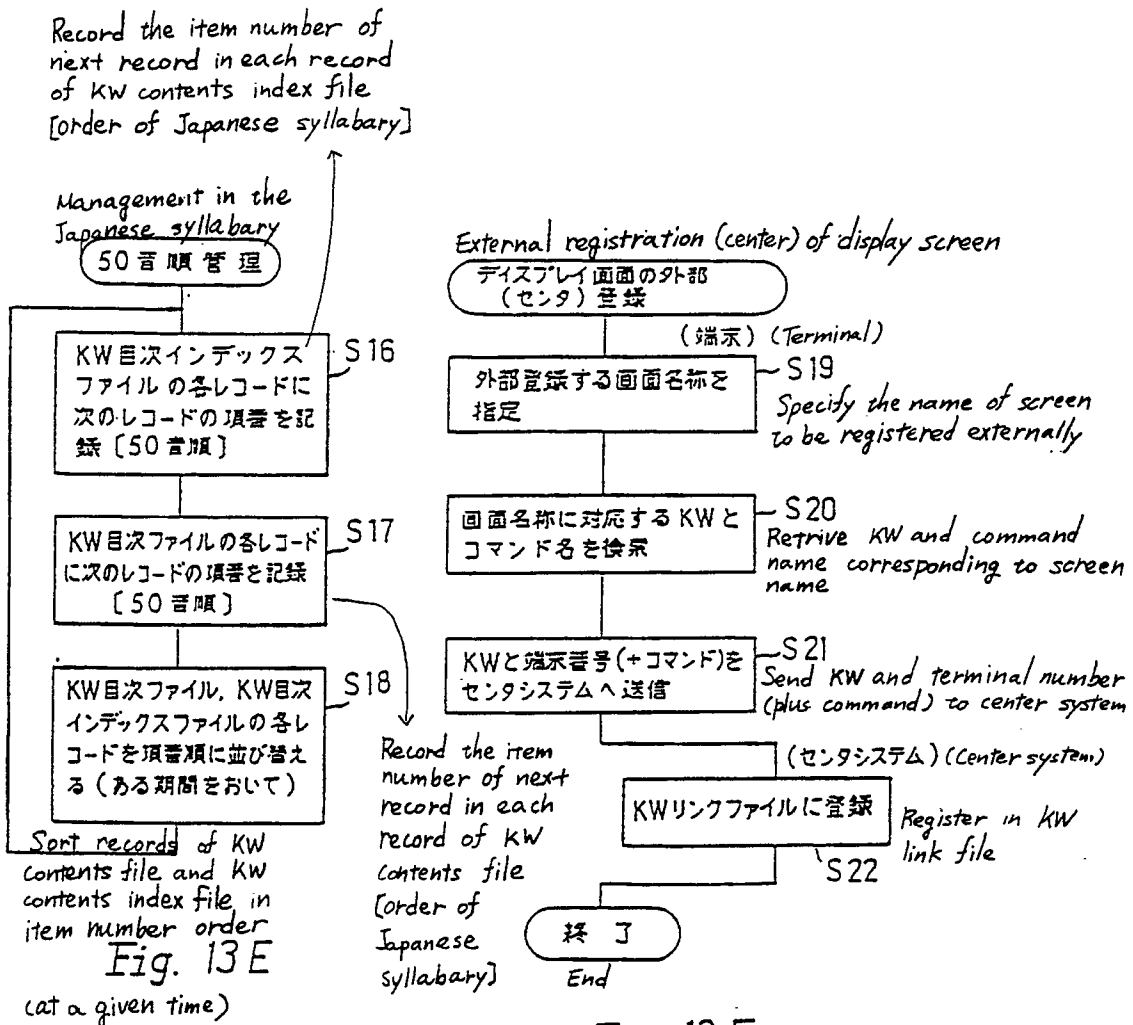 Record the item number of
next record in each record
of KW contents index file
[order of Japanese syllabary]
Management in the
Japanese syllabary
50音順管理
KW目次インデックス
ファイルの各レコードに
次のレコードの項番を記
録〔50音順〕
S16
KW目次ファイルの各レコード
に次のレコードの項番を記録
〔50音順〕
S17
KW目次ファイル,KW目次
インデックスファイルの各レ
コードを項番順に並び替え
る(ある期間をおいて)
S18
Sort records of KW
contents file and KW
contents index file in
item number order
Fig. 13E
(at a given time)
Record the item
number of next
record in each
record of KW
contents file
[order of
Japanese
syllabary]
External registration (center) of display screen
ディスプレイ画面の外部
(センタ)登録
(端末) (Terminal)
外部登録する画面名称を
指定
S19
Specify the name of screen
to be registered externally
画面名称に対応するKWと
コマンド名を検索
S20
Retrive KW and command
name corresponding to screen
name
KWと端末番号(+コマンド)を
センタシステムへ送信
S21
Send KW and terminal number
(plus command) to center system
(センタシステム) (Center system)
KWリンクファイルに登録
Register in KW
link file
S22
終了
End